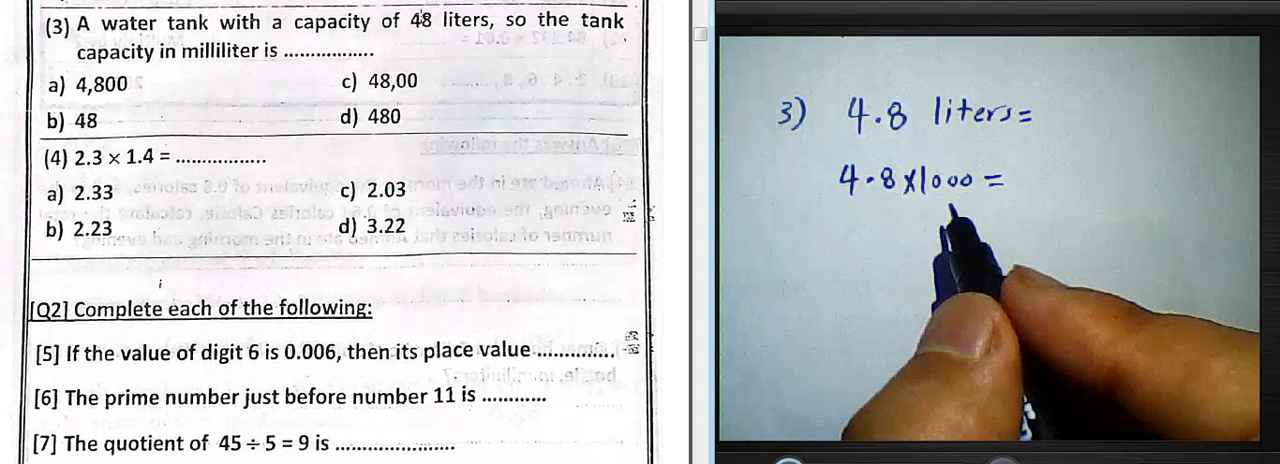 (3) A water tank with a capacity of 48 liters, so the tank
capacity in milliliter is ................
a) 4,800 c) 48,00
b) 48 d) 480
(4) 2.3 × 1.4 = ................
a) 2.33 c) 2.03
b) 2.23 d) 3.22
[Q2] Complete each of the following:
[5] If the value of digit 6 is 0.006, then its place value ..............
[6] The prime number just before number 11 is ............
[7] The quotient of 45 ÷ 5 = 9 is ......................
3) 4.8 liters=
4.8×1000=